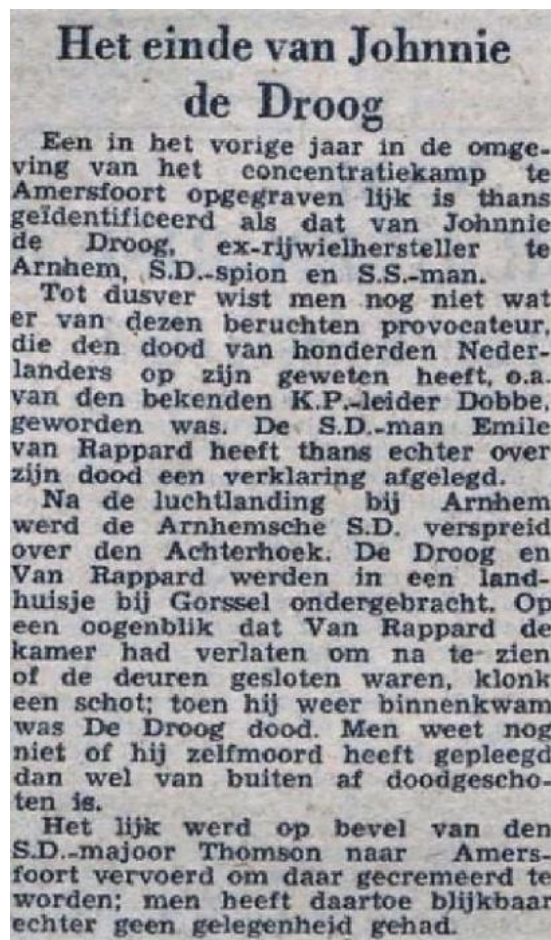 Het einde van Johnnie
de Droog
Een in het vorige jaar in de omge-
ving van het concentratiekamp te
Amersfoort opgegraven lijk is thans
geïdentificeerd als dat van Johnnie
de Droog, ex-rijwielhersteller te
Arnhem, S.D.-spion en S.S.-man.
Tot dusver wist men nog niet wat
er van dezen beruchten provocateur,
die den dood van honderden Neder-
landers op zijn geweten heeft, o.a.
van den bekenden K.P.-leider Dobbe,
geworden was. De S.D.-man Emile
van Rappard heeft thans echter over
zijn dood een verklaring afgelegd.
Na de luchtlanding bij Arnhem
werd de Arnhemsche S.D. verspreid
over den Achterhoek. De Droog en
Van Rappard werden in een land-
huisje bij Gorssel ondergebracht. Op
een oogenblik dat Van Rappard de
kamer had verlaten om na te zien
of de deuren gesloten waren, klonk
een schot; toen hij weer binnenkwam
was De Droog dood. Men weet nog
niet of hij zelfmoord heeft gepleegd
dan wel van buiten af doodgescho-
ten is.
Het lijk werd op bevel van den
S.D.-majoor Thomson naar Amers-
foort vervoerd om daar gecremeerd te
worden; men heeft daartoe blijkbaar
echter geen gelegenheid gehad.